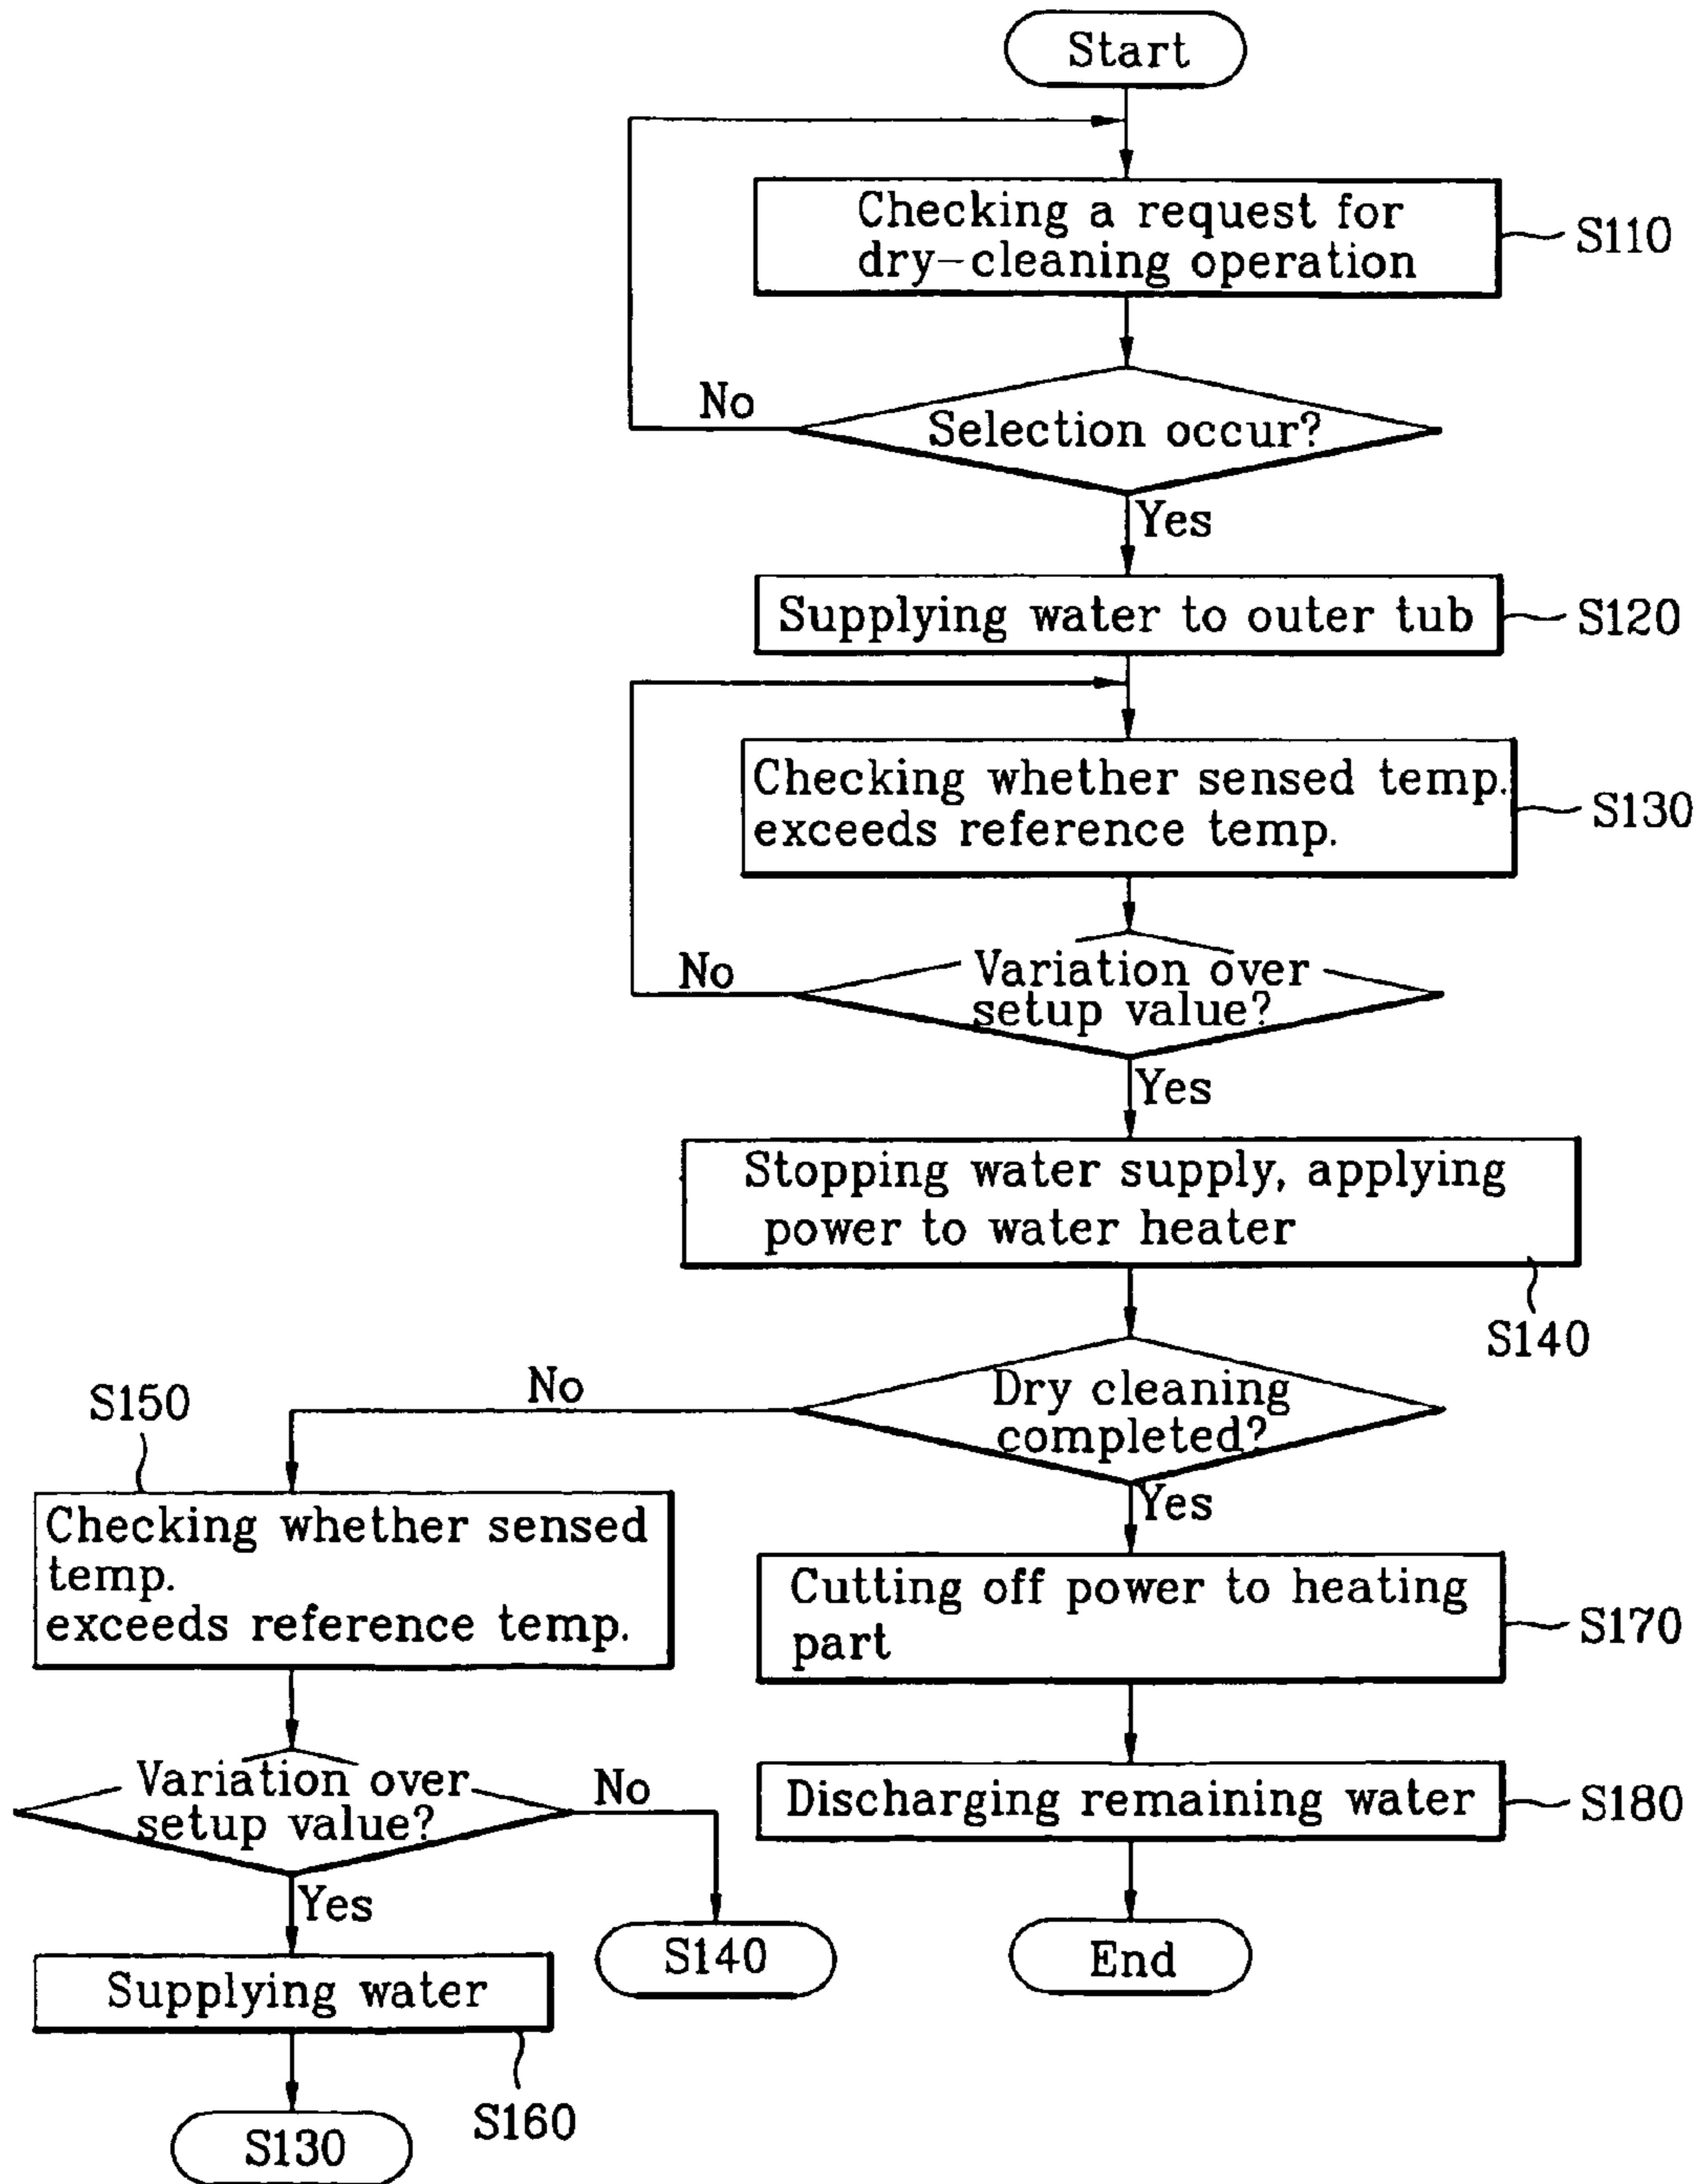 Start
Checking a request for
dry-cleaning operation
S110
No
Selection occur?
Yes
Supplying water to outer tub
S120
Checking whether sensed temp.
exceeds reference temp.
S130
No
Variation over
setup value?
Yes
Stopping water supply, applying
power to water heater
S140
No
Dry cleaning
completed?
S150
Yes
Checking whether sensed
temp.
exceeds reference temp.
Cutting off power to heating
part
S170
Variation over
setup value?
No
Discharging remaining water
S180
Yes
S140
End
Supplying water
S160
S130